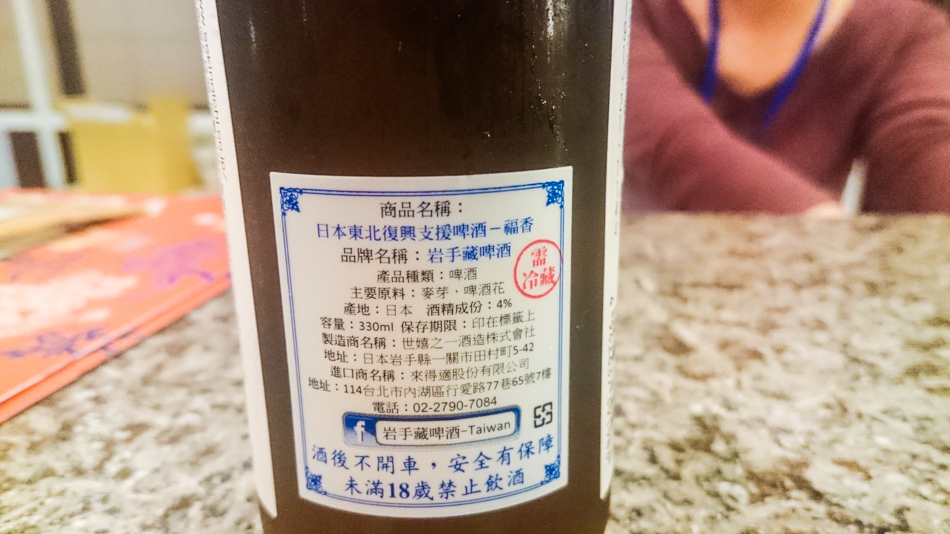 商品名稱：
日本東北復興支援啤酒－福香
品牌名稱：岩手藏啤酒
需
冷藏
產品種類：啤酒
主要原料：麥芽．啤酒花
產地：日本 酒精成份：4%
容量：330ml 保存期限：印在標籤上
製造商名稱：世嬉之一酒造株式會社
地址：日本岩手縣一關市田村町5-42
進口商名稱：來得適股份有限公司
地址：114台北市內湖區行愛路77巷65號7樓
電話：02-2790-7084
f 岩手藏啤酒-Taiwan
酒後不開車，安全有保障
未滿18歲禁止飲酒